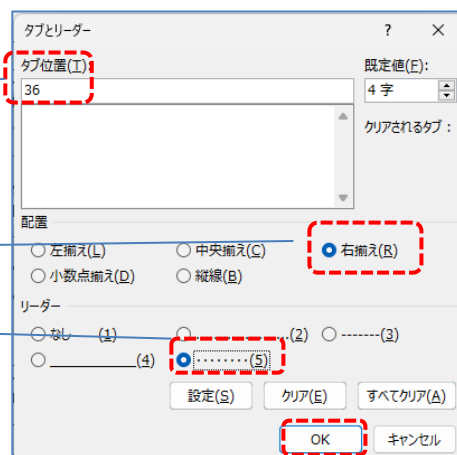 タブとリーダー ? ×
タブ位置(T): 既定値(F):
36 4 字
クリアされるタブ:
配置
左揃え(L) 中央揃え(C) 右揃え(R)
小数点揃え(D) 縦線(B)
リーダー
なし (1) ..................(2) -------(3)
____________(4) ········(5)
設定(S) クリア(E) すべてクリア(A)
OK キャンセル